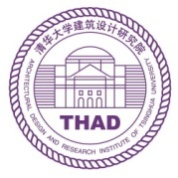 清华大学建筑设计研究院
THAD
ARCHITECTURAL DESIGN AND RESEARCH INSTITUTE OF TSINGHUA UNIVERSITY